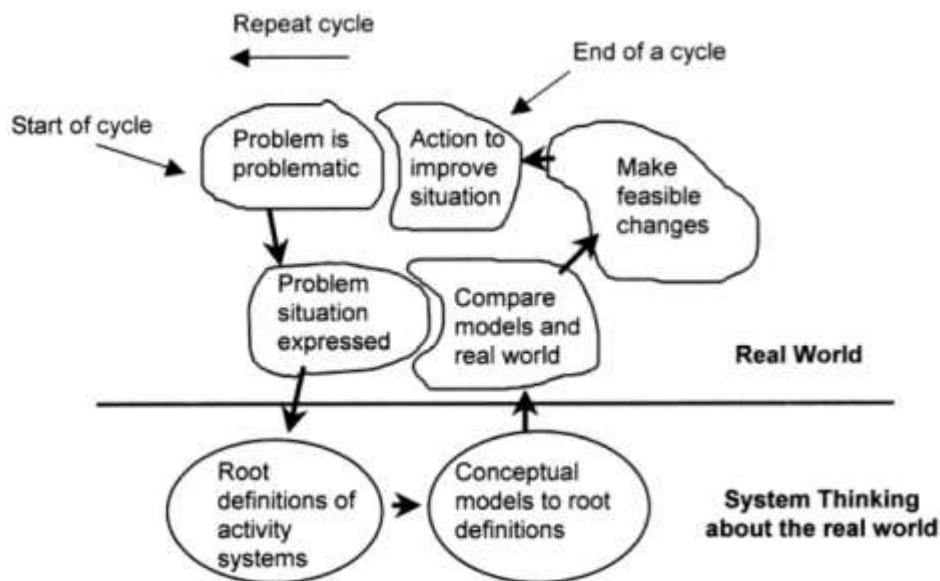 Repeat cycle
End of a cycle
Start of cycle
Problem is
problematic
Action to
improve
situation
Make
feasible
changes
Problem
situation
expressed
Compare
models and
real world
Real World
Root
definitions of
activity
systems
Conceptual
models to root
definitions
System Thinking
about the real world